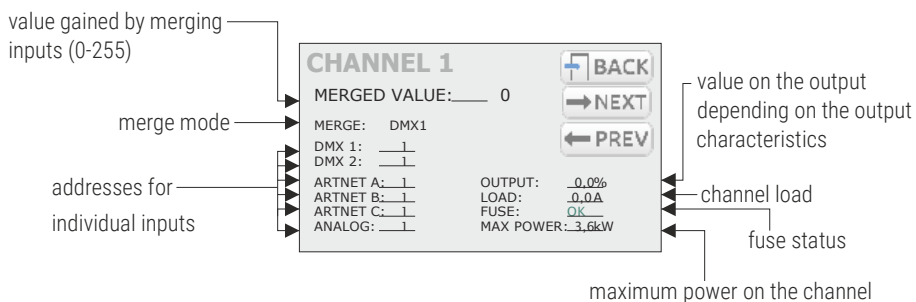 value gained by merging
inputs (0-255)
merge mode
addresses for
individual inputs
CHANNEL 1
MERGED VALUE:____ 0
MERGE: DMX1
DMX 1: 1
DMX 2: 1
ARTNET A: 1
ARTNET B: 1
ARTNET C: 1
ANALOG: 1
OUTPUT: 0,0%
LOAD: 0,0A
FUSE: OK
MAX POWER: 3,6kW
BACK
NEXT
PREV
value on the output
depending on the output
characteristics
channel load
fuse status
maximum power on the channel